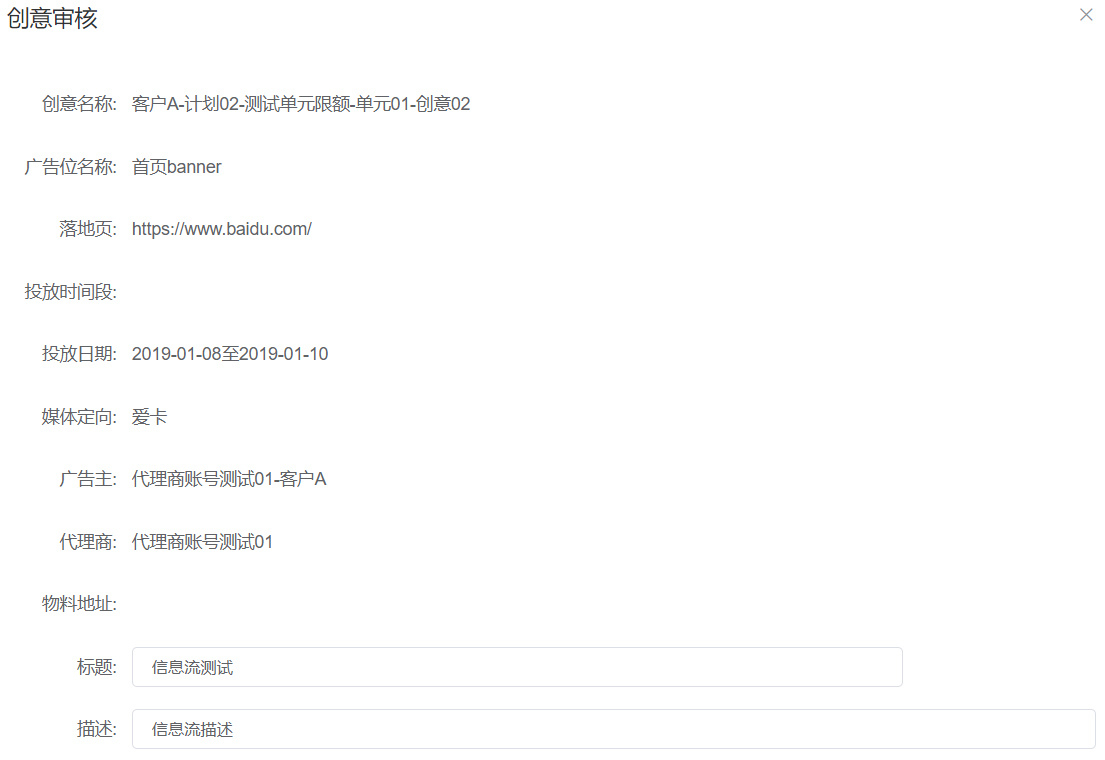 创意审核
创意名称: 客户A-计划02-测试单元限额-单元01-创意02
广告位名称: 首页banner
落地页: https://www.baidu.com/
投放时间段:
投放日期: 2019-01-08至2019-01-10
媒体定向: 爱卡
广告主: 代理商账号测试01-客户A
代理商: 代理商账号测试01
物料地址:
标题: 信息流测试
描述: 信息流描述